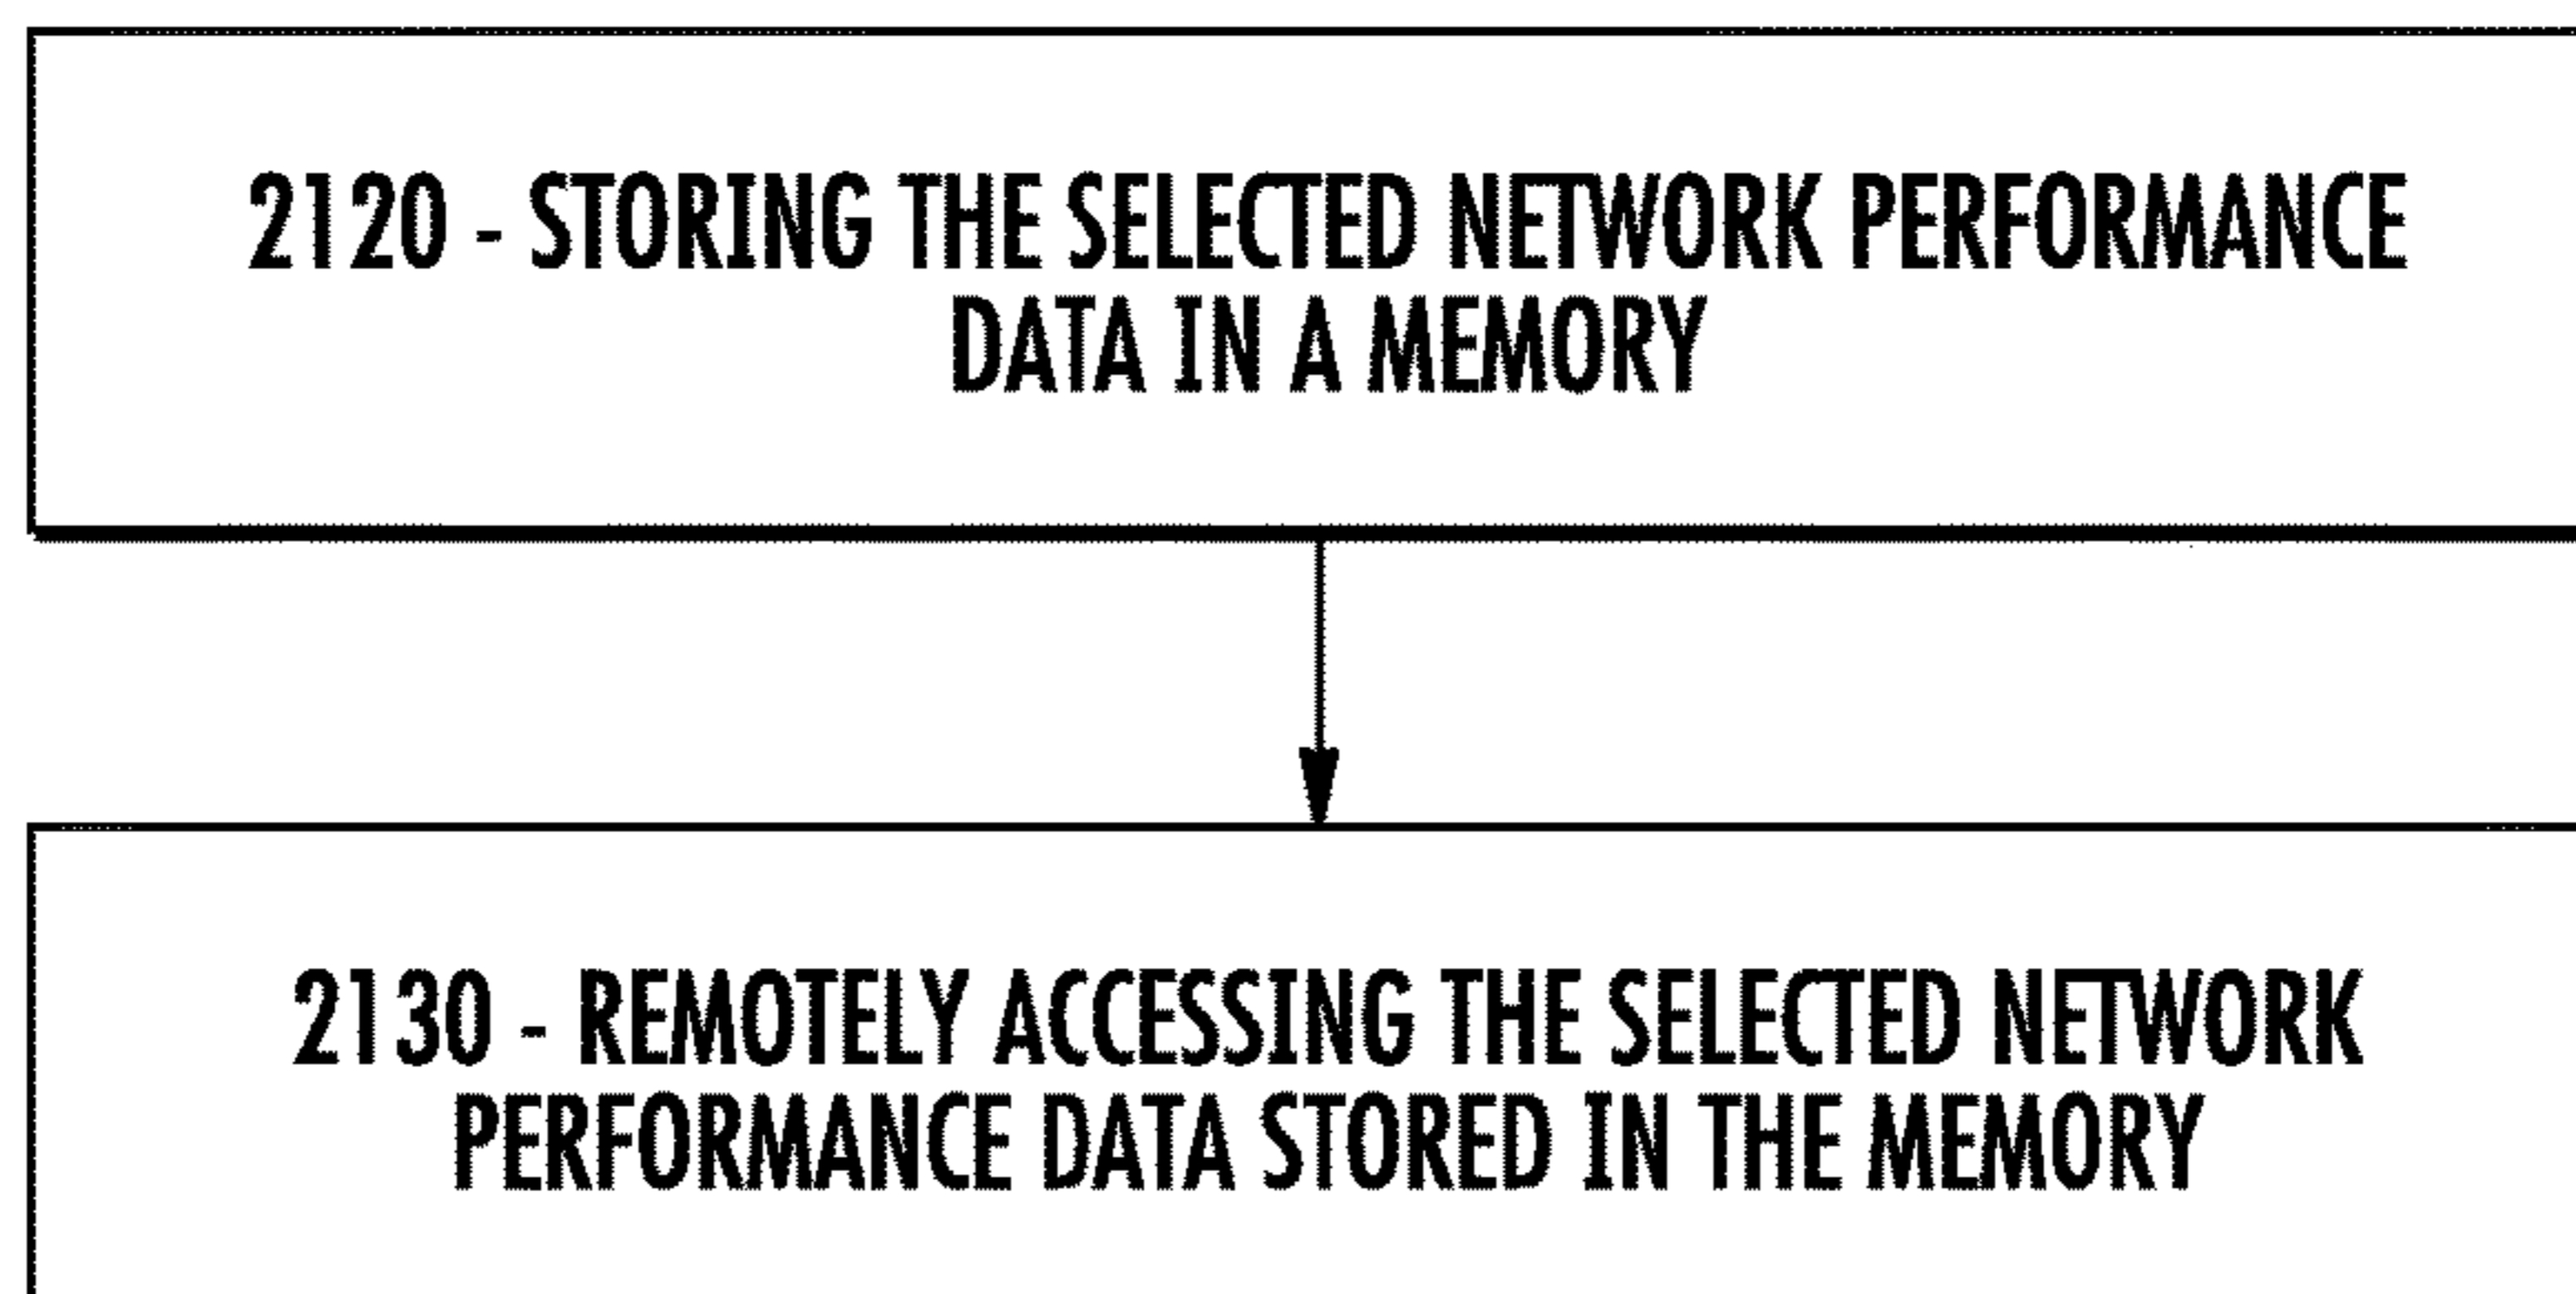 2120 - STORING THE SELECTED NETWORK PERFORMANCE
DATA IN A MEMORY
2130 - REMOTELY ACCESSING THE SELECTED NETWORK
PERFORMANCE DATA STORED IN THE MEMORY